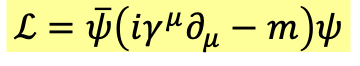 ℒ = ψ̄(iγ^μ∂_μ − m)ψ